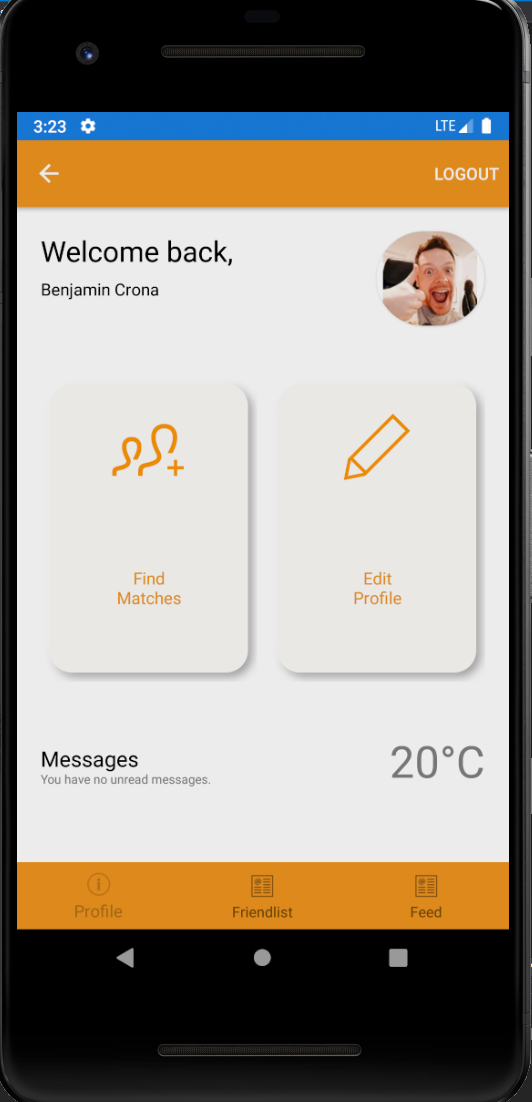 3:23 LTE
LOGOUT
Welcome back,
Benjamin Crona
Find
Matches
Edit
Profile
Messages
20°C
You have no unread messages.
Profile
Friendlist
Feed